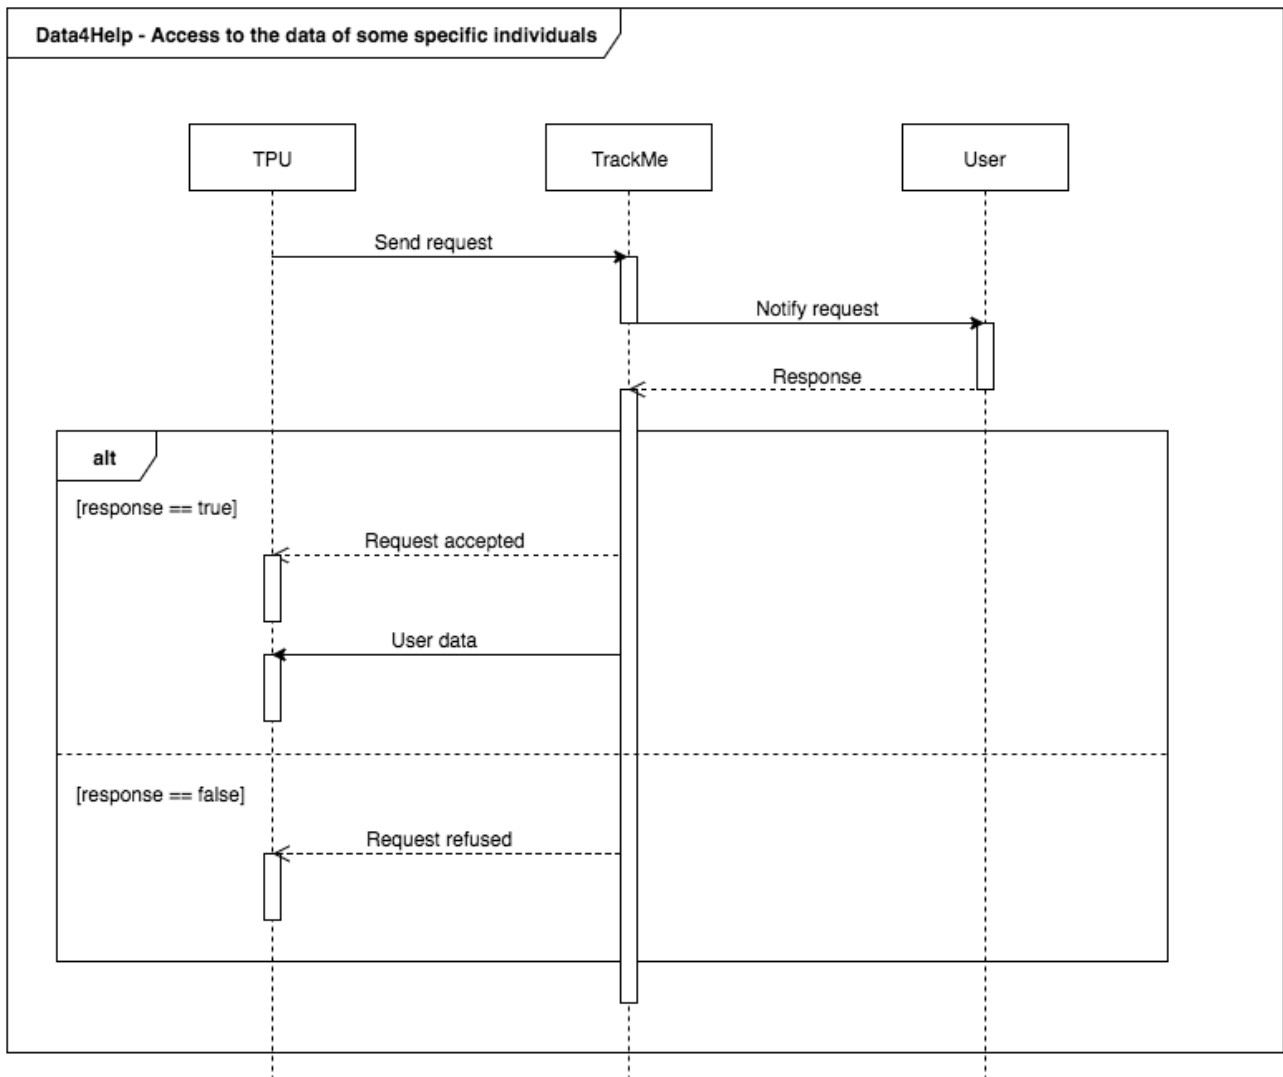 Data4Help - Access to the data of some specific individuals
TPU
TrackMe
User
Send request
Notify request
Response
alt
[response == true]
Request accepted
User data
[response == false]
Request refused